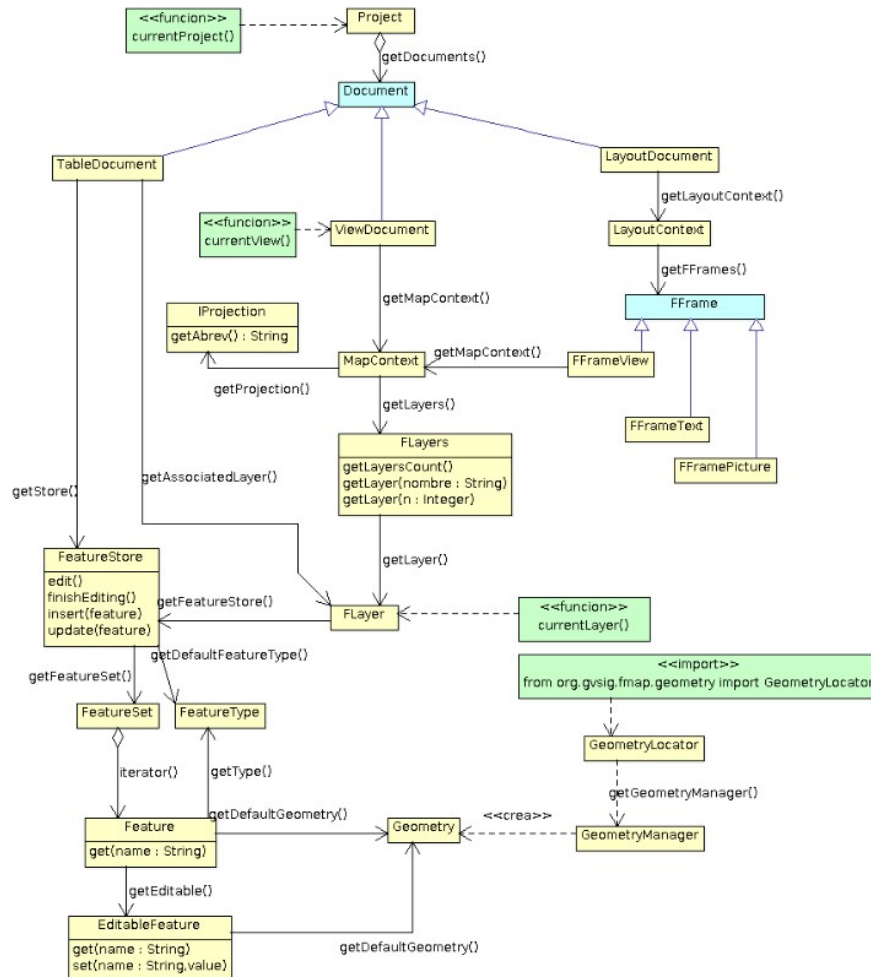 <<funcion>>
currentProject()
Project
getDocuments()
Document
TableDocument
LayoutDocument
getLayoutContext()
<<funcion>>
currentView()
ViewDocument
LayoutContext
getFFrames()
getMapContext()
IProjection
getAbrev() : String
FFrame
getMapContext()
MapContext
FFrameView
getProjection()
getLayers()
FFrameText
FLayers
getLayersCount()
getLayer(nombre : String)
getLayer(n : Integer)
FFramePicture
getAssociatedLayer()
getStore()
getLayer()
FeatureStore
edit()
finishEditing()
insert(feature)
update(feature)
getFeatureStore()
FLayer
<<funcion>>
currentLayer()
getDefaultFeatureType()
getFeatureSet()
<<import>>
from org.gvsig.fmap.geometry import GeometryLocator
FeatureSet
FeatureType
GeometryLocator
iterator()
getType()
getGeometryManager()
getDefaultGeometry()
<<crea>>
Feature
get(name : String)
Geometry
GeometryManager
getEditable()
EditableFeature
get(name : String)
set(name : String,value)
getDefaultGeometry()